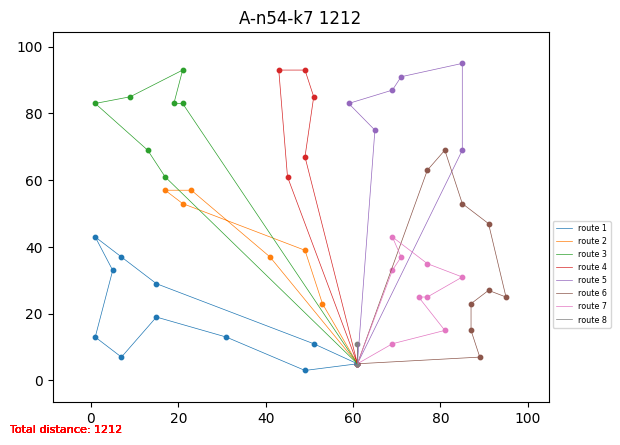 A-n54-k7 1212
100
80
60
40
20
0
0 20 40 60 80 100
route 1
route 2
route 3
route 4
route 5
route 6
route 7
route 8
Total distance: 1212